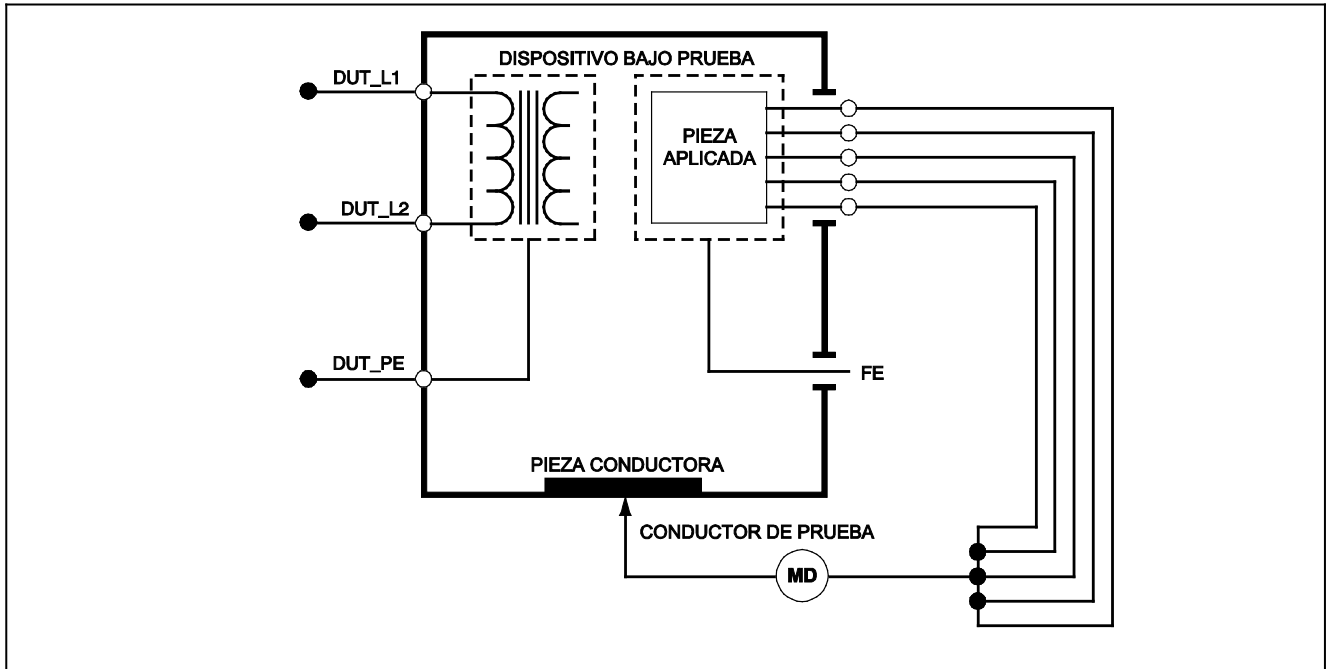 DISPOSITIVO BAJO PRUEBA
DUT_L1
PIEZA
APLICADA
DUT_L2
DUT_PE
FE
PIEZA CONDUCTORA
CONDUCTOR DE PRUEBA
MD